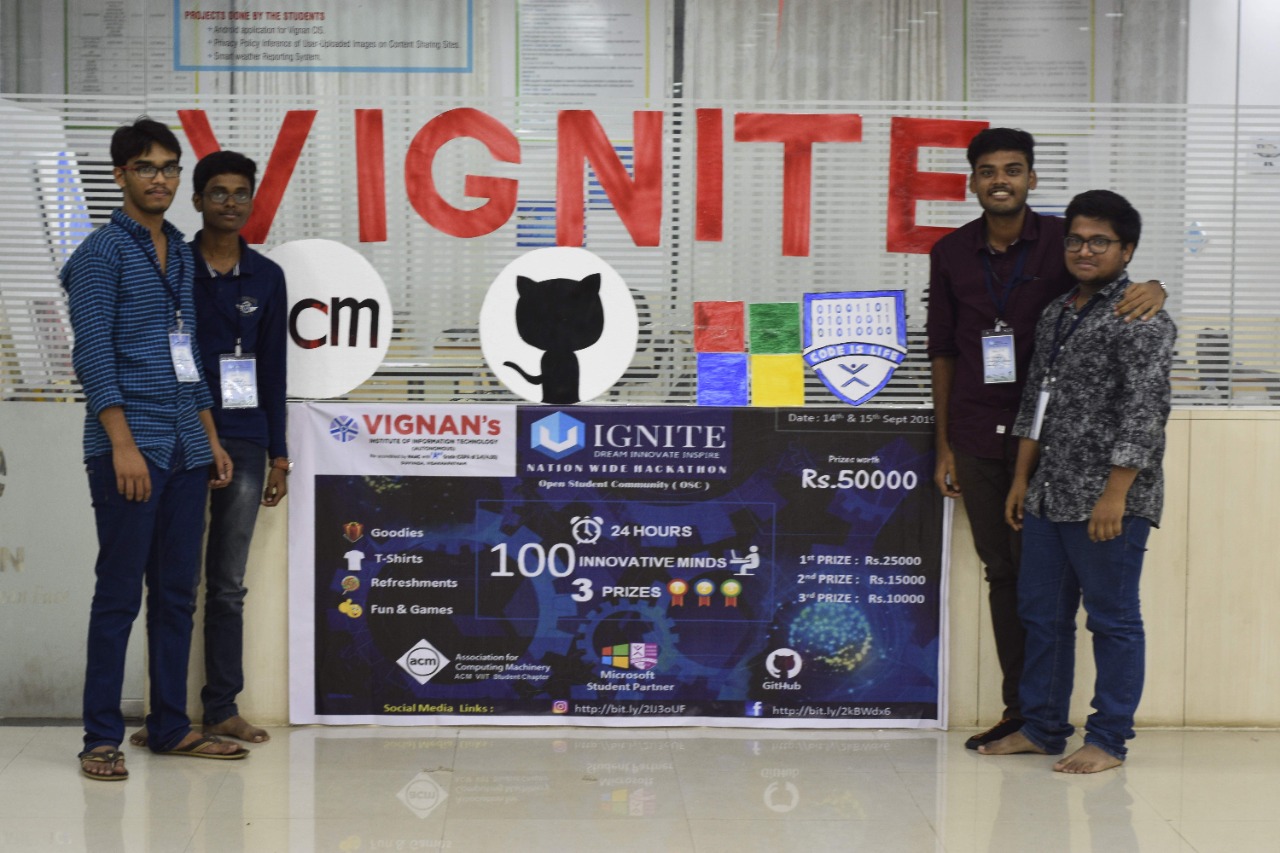 PROJECTS DONE BY THE STUDENTS
• Android application for Vignan CIS.
• Privacy Policy Inference of User-Uploaded Images on Content Sharing Sites.
• Smart weather Reporting System.
VIGNITE
cm
01001101
01010011
01010000
CODE IS LIFE
VIGNAN's
INSTITUTE OF INFORMATION TECHNOLOGY
(AUTONOMOUS)
IGNITE
DREAM INNOVATE INSPIRE
NATION WIDE HACKATHON
Open Student Community ( OSC )
Date : 14th & 15th Sept 2019
Prizes worth
Rs.50000
Goodies
T-Shirts
Refreshments
Fun & Games
24 HOURS
100 INNOVATIVE MINDS
3 PRIZES
1st PRIZE : Rs.25000
2nd PRIZE : Rs.15000
3rd PRIZE : Rs.10000
acm
Association for
Computing Machinery
ACM VIIT Student Chapter
Microsoft
Student Partner
GitHub
Social Media Links :
http://bit.ly/2lJ3oUF
http://bit.ly/2kBWdx6